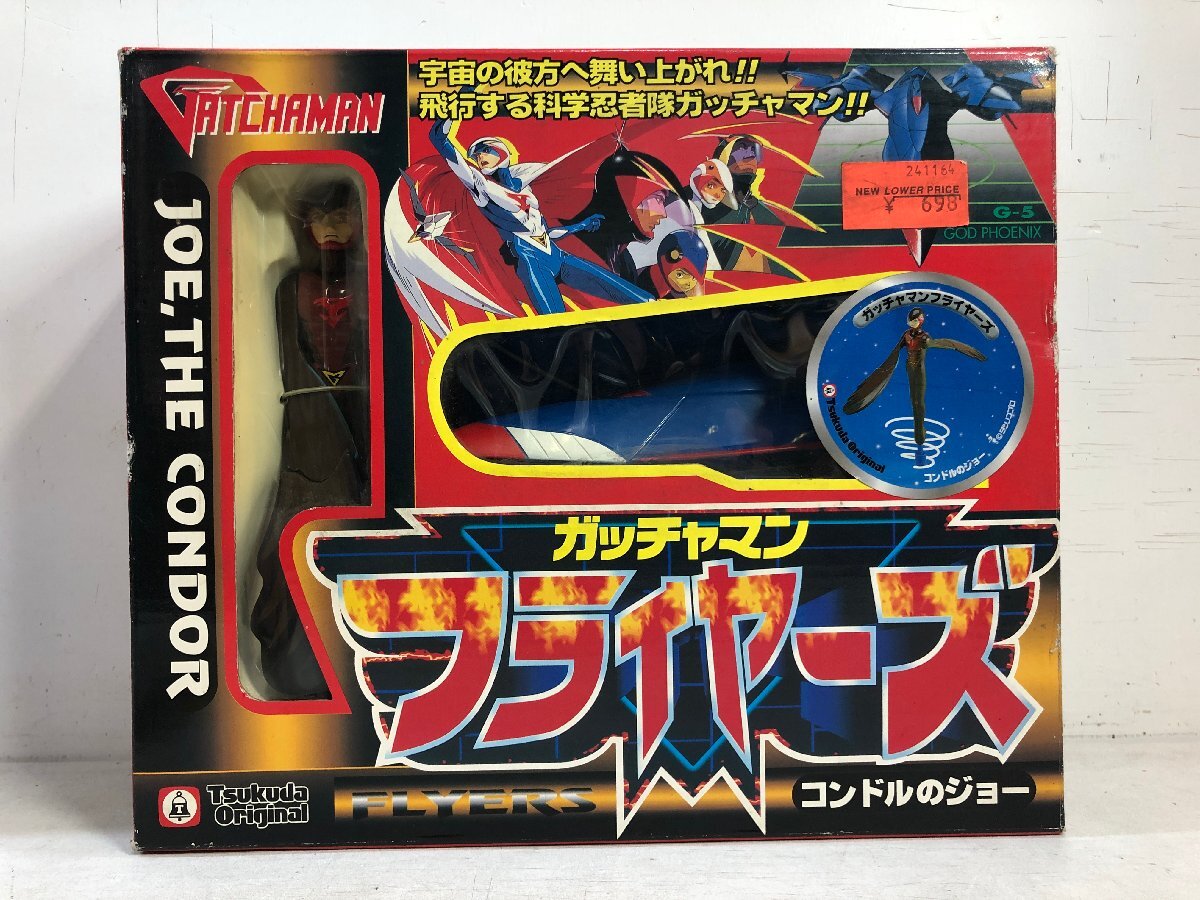 GATCHAMAN
宇宙の彼方へ舞い上がれ!!
飛行する科学忍者隊ガッチャマン!!
241164
NEW LOWER PRICE
¥ 698
G-5
GOD PHOENIX
JOE, THE CONDOR
ガッチャマンフライヤーズ
Tsukuda Original
コンドルのジョー
ガッチャマン
フライヤーズ
Tsukuda
Original
FLYERS
コンドルのジョー